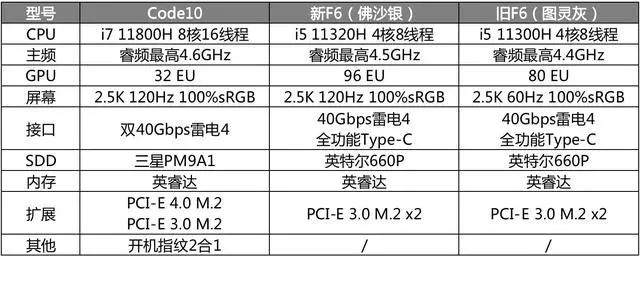 型号 Code10 新F6（佛沙银） 旧F6（图灵灰）
CPU i7 11800H 8核16线程 i5 11320H 4核8线程 i5 11300H 4核8线程
主频 睿频最高4.6GHz 睿频最高4.5GHz 睿频最高4.4GHz
GPU 32 EU 96 EU 80 EU
屏幕 2.5K 120Hz 100%sRGB 2.5K 120Hz 100%sRGB 2.5K 60Hz 100%sRGB
接口 双40Gbps雷电4 40Gbps雷电4 40Gbps雷电4
全功能Type-C 全功能Type-C
SDD 三星PM9A1 英特尔660P 英特尔660P
内存 英睿达 英睿达 英睿达
扩展 PCI-E 4.0 M.2 PCI-E 3.0 M.2 x2 PCI-E 3.0 M.2 x2
PCI-E 3.0 M.2
其他 开机指纹2合1 / /